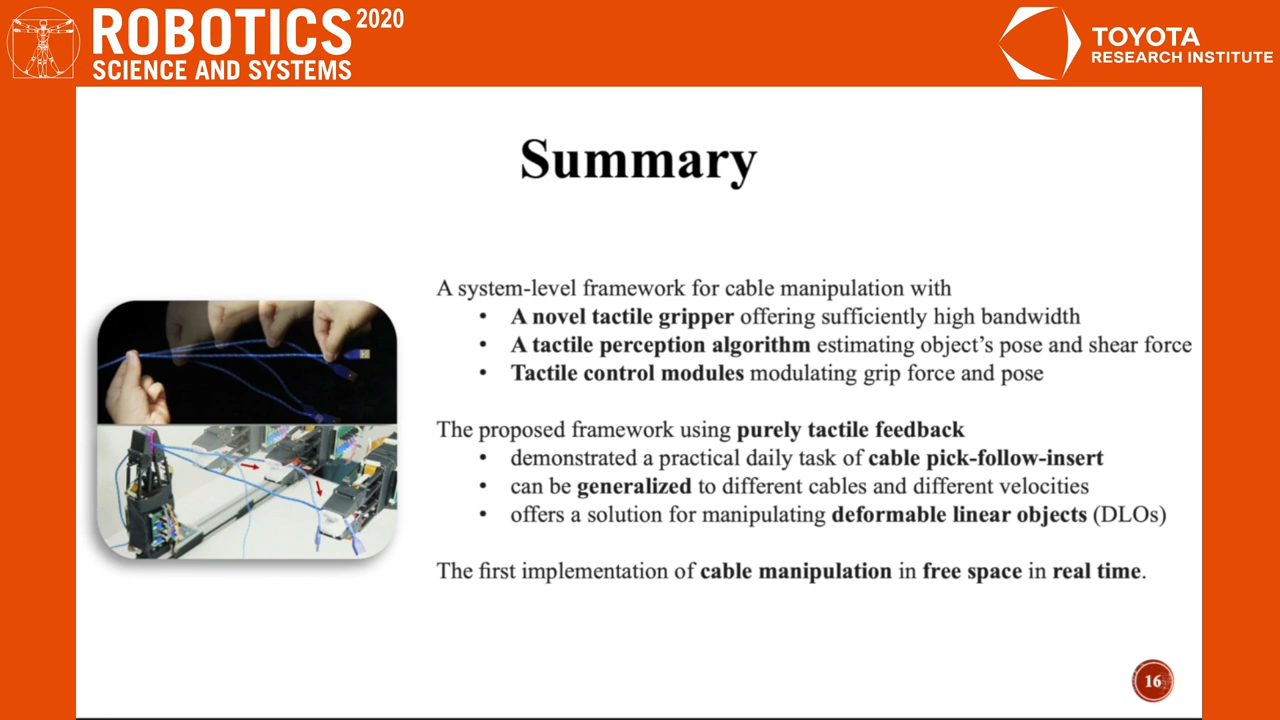 ROBOTICS 2020
SCIENCE AND SYSTEMS
TOYOTA
RESEARCH INSTITUTE
Summary
A system-level framework for cable manipulation with
• A novel tactile gripper offering sufficiently high bandwidth
• A tactile perception algorithm estimating object's pose and shear force
• Tactile control modules modulating grip force and pose
The proposed framework using purely tactile feedback
• demonstrated a practical daily task of cable pick-follow-insert
• can be generalized to different cables and different velocities
• offers a solution for manipulating deformable linear objects (DLOs)
The first implementation of cable manipulation in free space in real time.
16